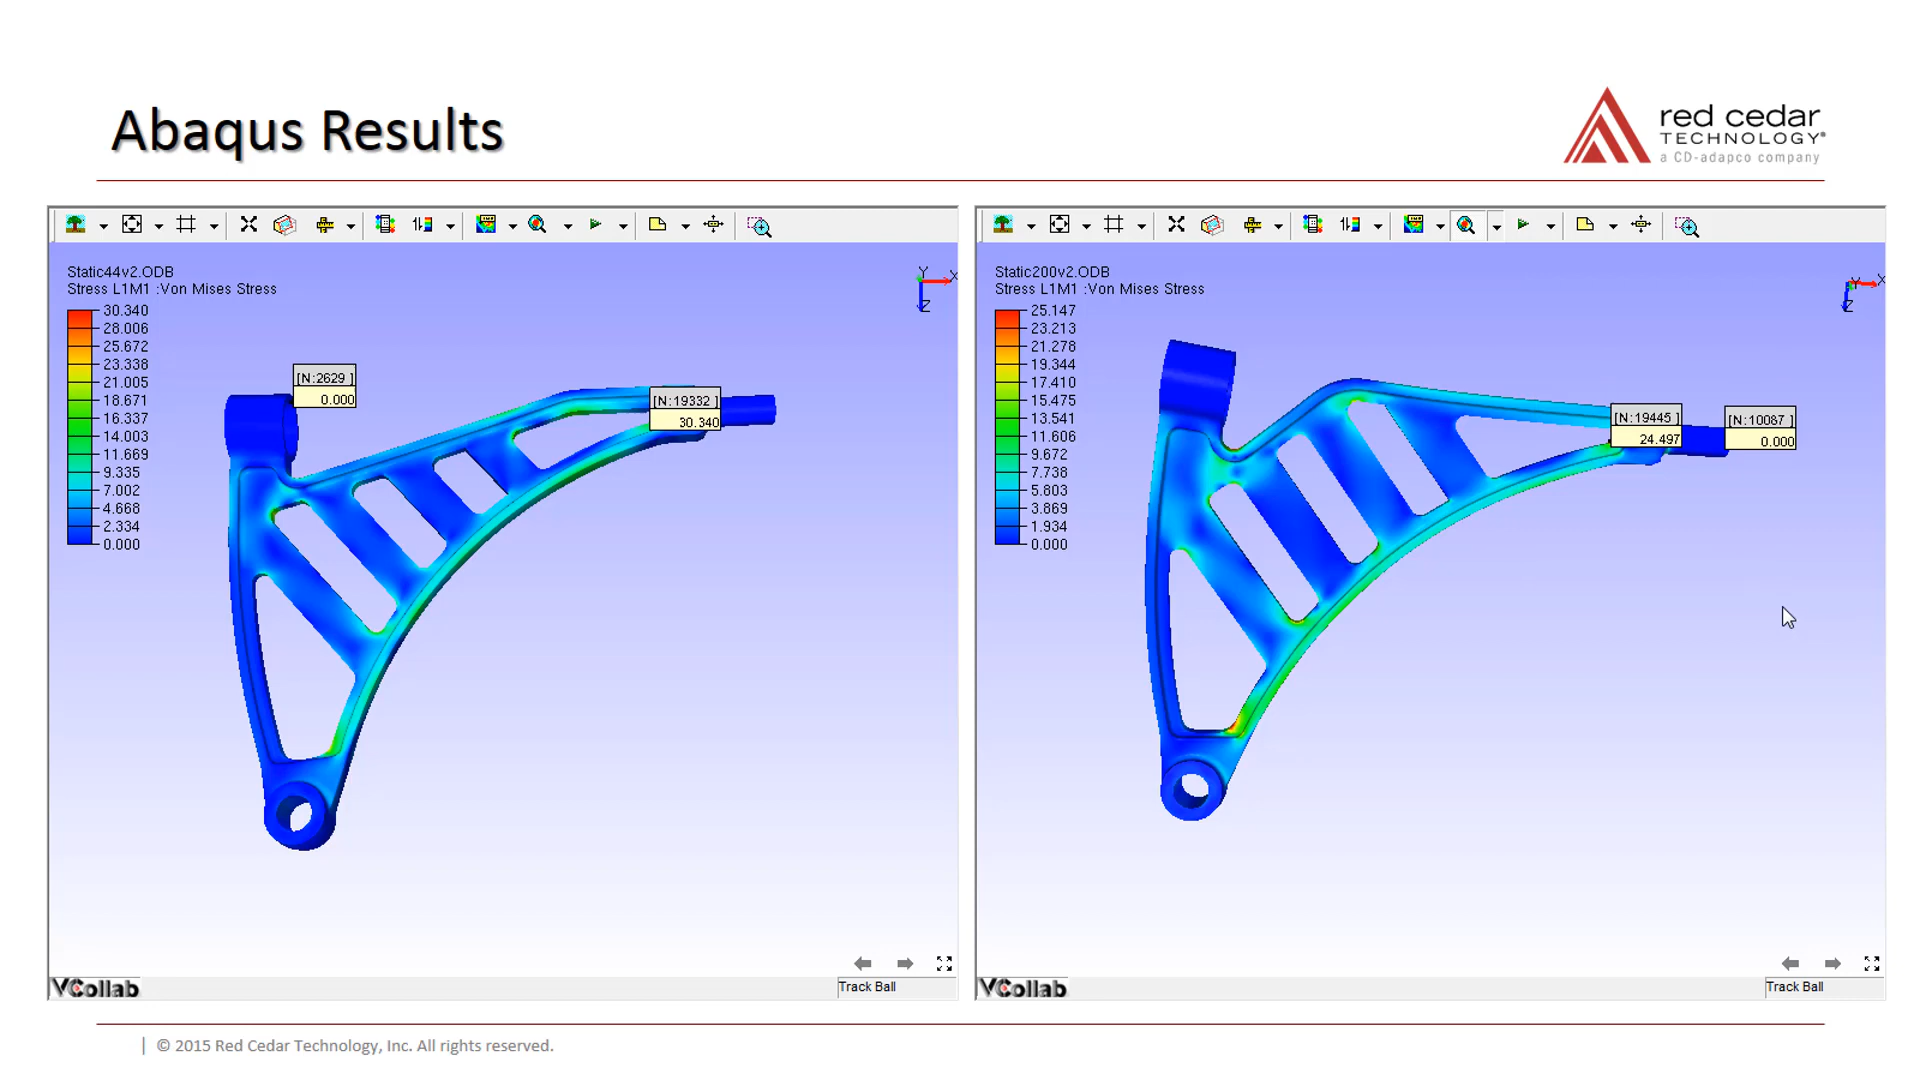 Abaqus Results
red cedar
TECHNOLOGY®
a CD-adapco company
Static44v2.ODB
Stress L1M1 :Von Mises Stress
30.340
28.006
25.672
23.338
21.005
18.671
16.337
14.003
11.669
9.335
7.002
4.668
2.334
0.000
Y
X
Z
[N:2629 ]
0.000
[N:19332 ]
30.340
VCollab
Track Ball
Static200v2.ODB
Stress L1M1 :Von Mises Stress
25.147
23.213
21.278
19.344
17.410
15.475
13.541
11.606
9.672
7.738
5.803
3.869
1.934
0.000
Y
X
Z
[N:19445 ]
24.497
[N:10087 ]
0.000
VCollab
Track Ball
| © 2015 Red Cedar Technology, Inc. All rights reserved.